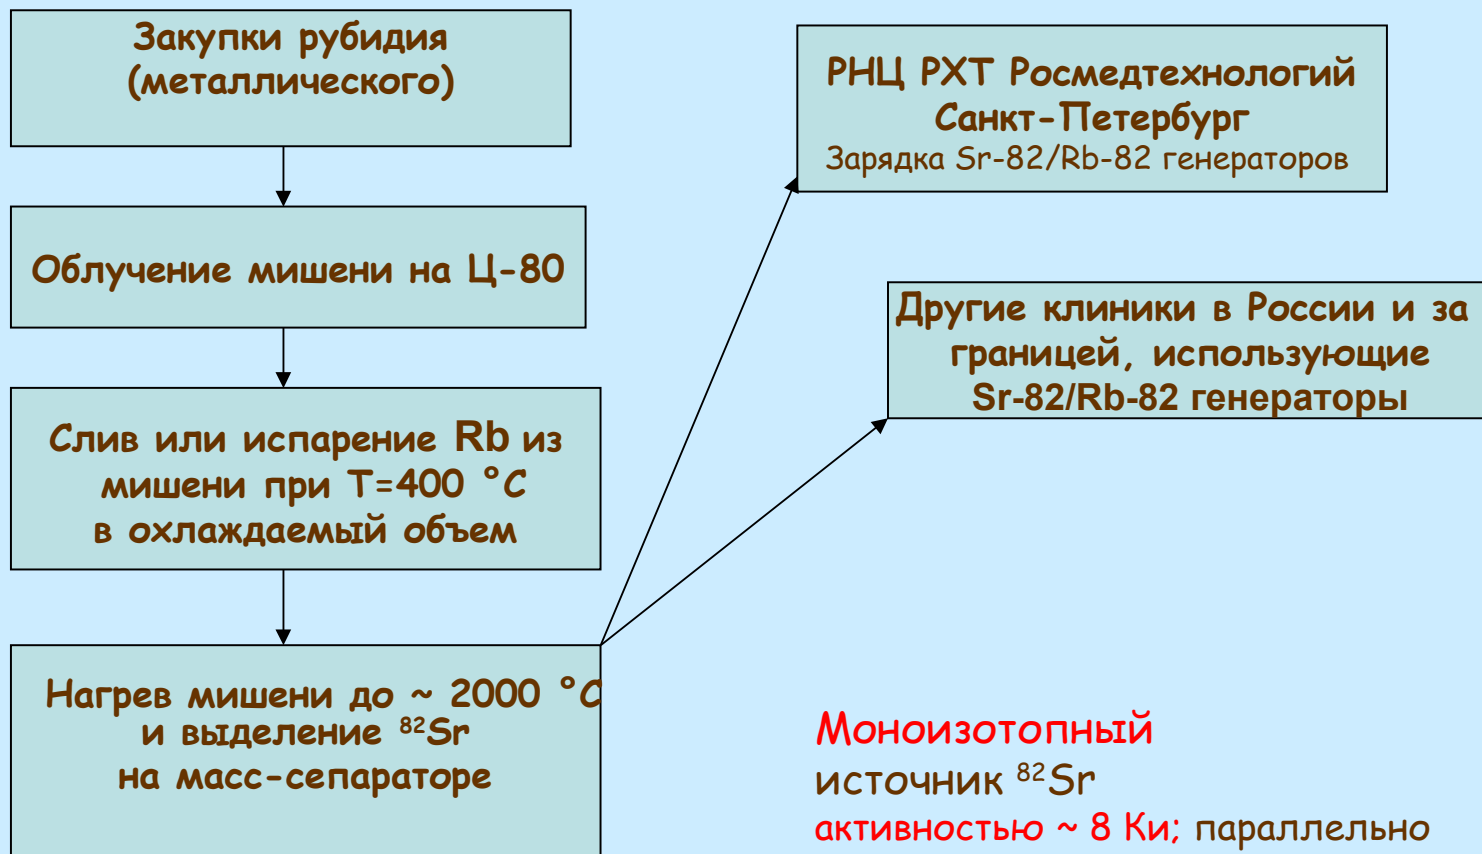 Закупки рубидия
(металлического)
Облучение мишени на Ц-80
Слив или испарение Rb из
мишени при Т=400 °С
в охлаждаемый объем
Нагрев мишени до ~ 2000 °С
и выделение ⁸²Sr
на масс-сепараторе
РНЦ РХТ Росмедтехнологий
Санкт-Петербург
Зарядка Sr-82/Rb-82 генераторов
Другие клиники в России и за
границей, использующие
Sr-82/Rb-82 генераторы
Моноизотопный
источник ⁸²Sr
активностью ~ 8 Ки; параллельно